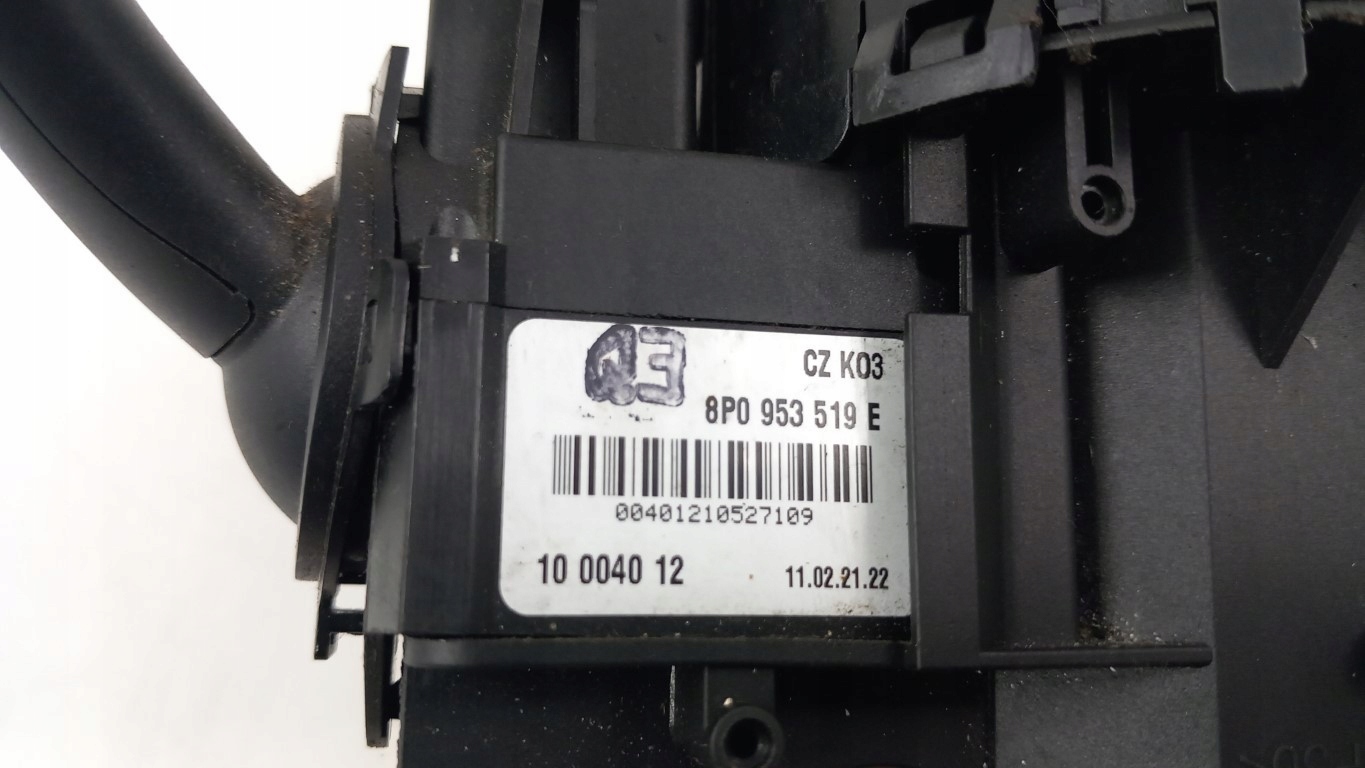 Q3
CZ K03
8P0 953 519 E
00401210527109
10 0040 12
11.02.21.22